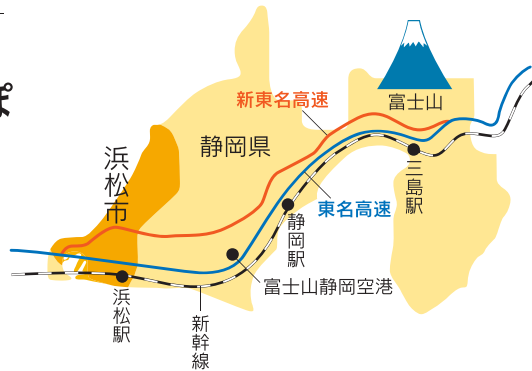 ぽ
富士山
新東名高速
静岡県
浜松市
東名高速
三島駅
静岡駅
富士山静岡空港
浜松駅
新幹線